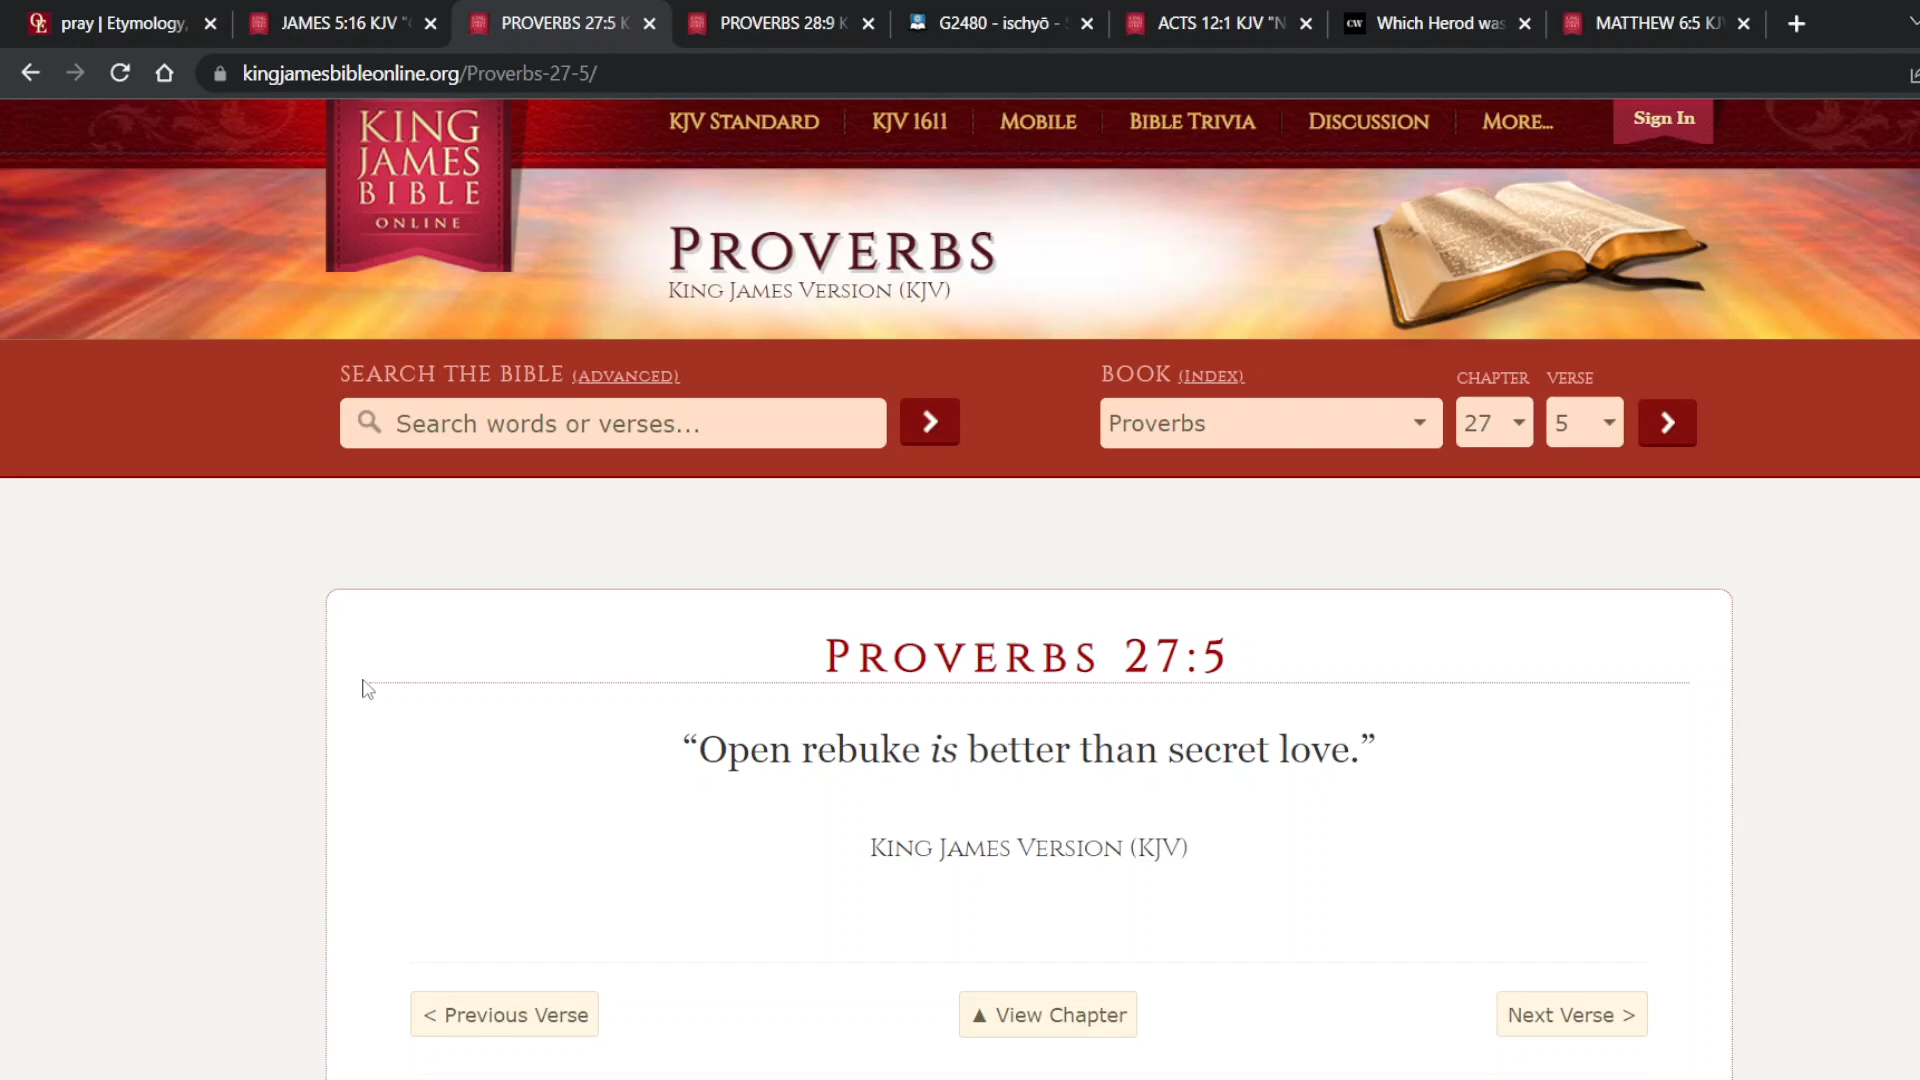 pray | Etymology,
JAMES 5:16 KJV
PROVERBS 27:5 K
PROVERBS 28:9 K
G2480 - ischyō -
ACTS 12:1 KJV "N
Which Herod was
MATTHEW 6:5 KJV
kingjamesbibleonline.org/Proverbs-27-5/
KING
JAMES
BIBLE
ONLINE
KJV STANDARD
KJV 1611
MOBILE
BIBLE TRIVIA
DISCUSSION
MORE...
Sign In
PROVERBS
KING JAMES VERSION (KJV)
SEARCH THE BIBLE (ADVANCED)
Search words or verses...
BOOK (INDEX)
CHAPTER
VERSE
Proverbs
27
5
PROVERBS 27:5
“Open rebuke is better than secret love.”
KING JAMES VERSION (KJV)
< Previous Verse
▲ View Chapter
Next Verse >